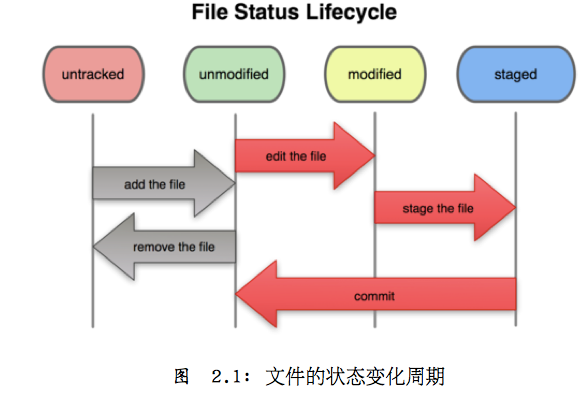 File Status Lifecycle
untracked unmodified modified staged
edit the file
add the file
stage the file
remove the file
commit
图 2.1: 文件的状态变化周期